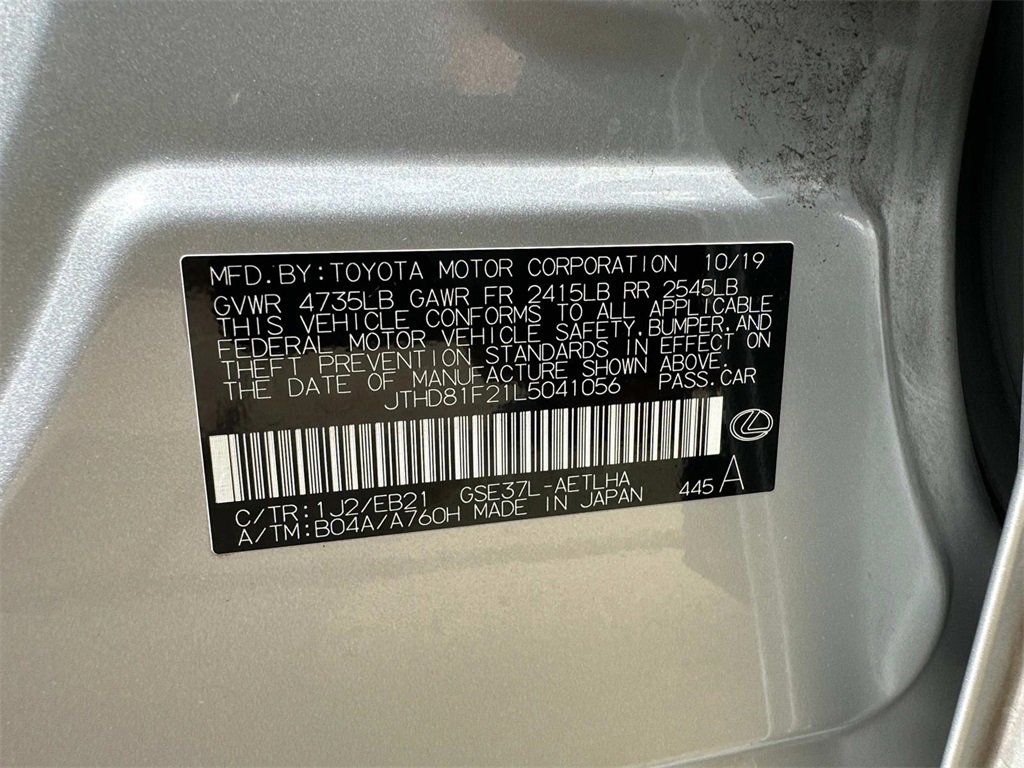 MFD. BY: TOYOTA MOTOR CORPORATION 10/19
GVWR 4735LB GAWR FR 2415LB RR 2545LB
THIS VEHICLE CONFORMS TO ALL APPLICABLE
FEDERAL MOTOR VEHICLE SAFETY, BUMPER, AND
THEFT PREVENTION STANDARDS IN EFFECT ON
THE DATE OF MANUFACTURE SHOWN ABOVE.
JTHD81F21L5041056 PASS. CAR
C/TR: 1J2/EB21 GSE37L-AETLHA
A/TM: B04A/A760H MADE IN JAPAN 445 A